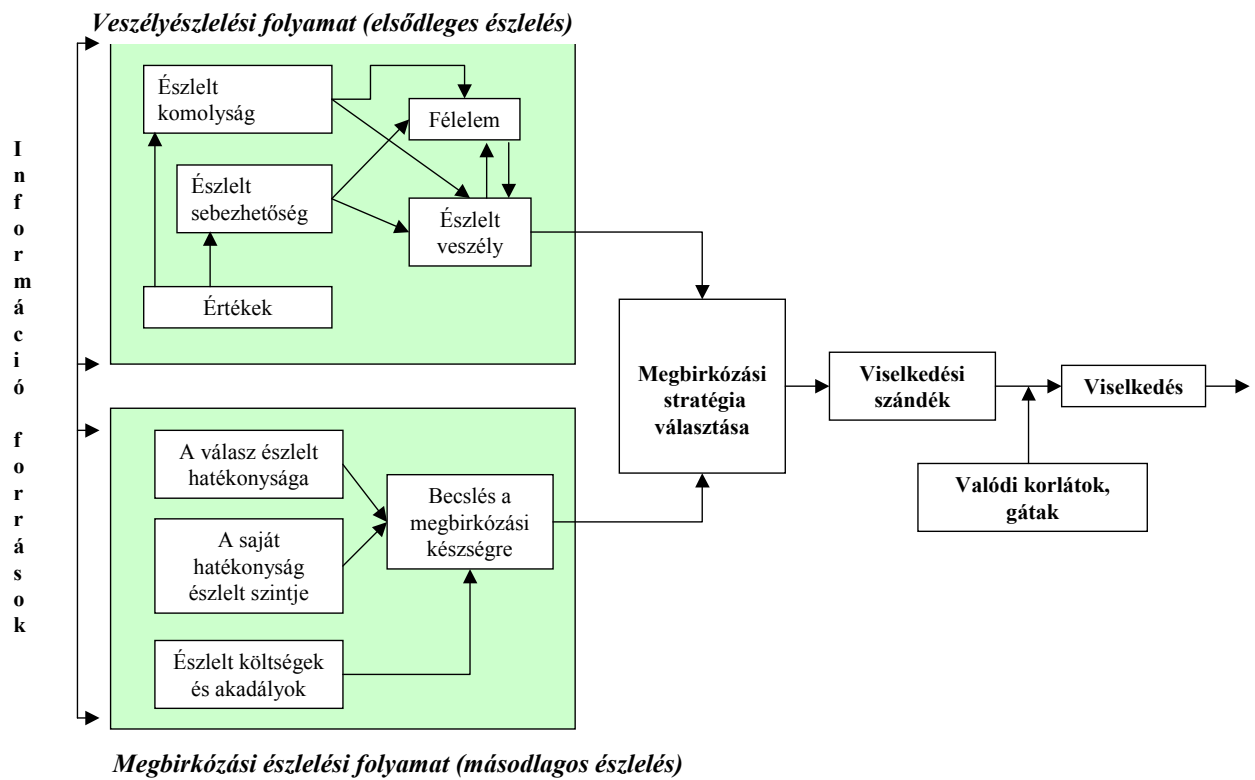 Veszélyészlelési folyamat (elsődleges észlelés)
Információ források
Észlelt
komolyság
Félelem
Észlelt
sebezhetőség
Észlelt
veszély
Értékek
Megbirkózási
stratégia
választása
Viselkedési
szándék
Viselkedés
Valódi korlátok,
gátak
A válasz észlelt
hatékonysága
Becslés a
megbirkózási
készségre
A saját
hatékonyság
észlelt szintje
Észlelt költségek
és akadályok
Megbirkózási észlelési folyamat (másodlagos észlelés)